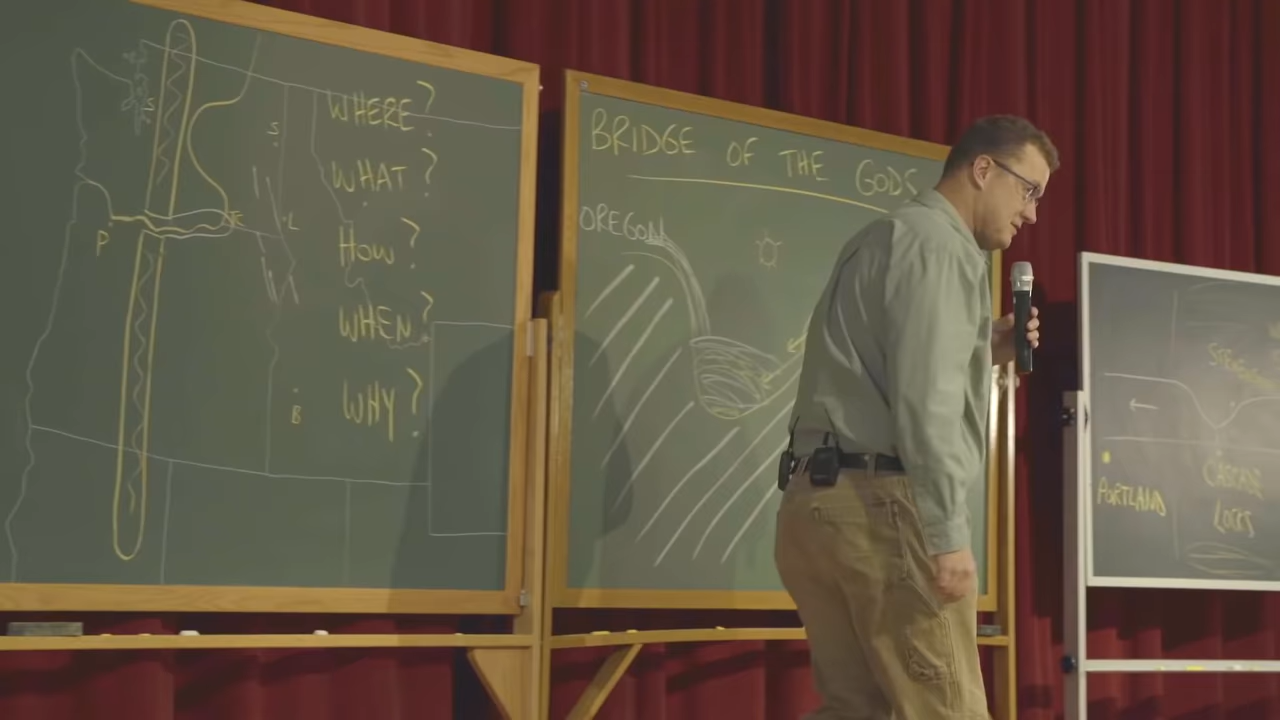 S
WHERE?
S
WHAT?
L
P
HOW?
WHEN?
B
WHY?
BRIDGE OF THE GODS
OREGON
PORTLAND
CASCADE
LOCKS